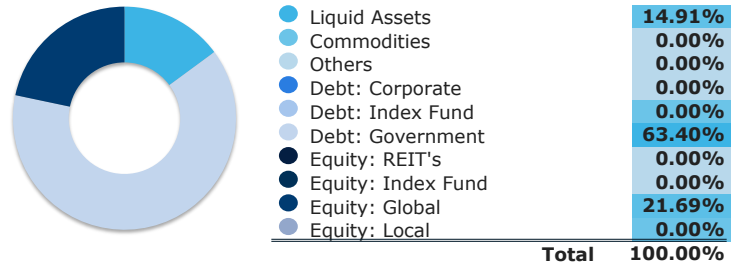 Liquid Assets 14.91%
Commodities 0.00%
Others 0.00%
Debt: Corporate 0.00%
Debt: Index Fund 0.00%
Debt: Government 63.40%
Equity: REIT's 0.00%
Equity: Index Fund 0.00%
Equity: Global 21.69%
Equity: Local 0.00%
Total 100.00%